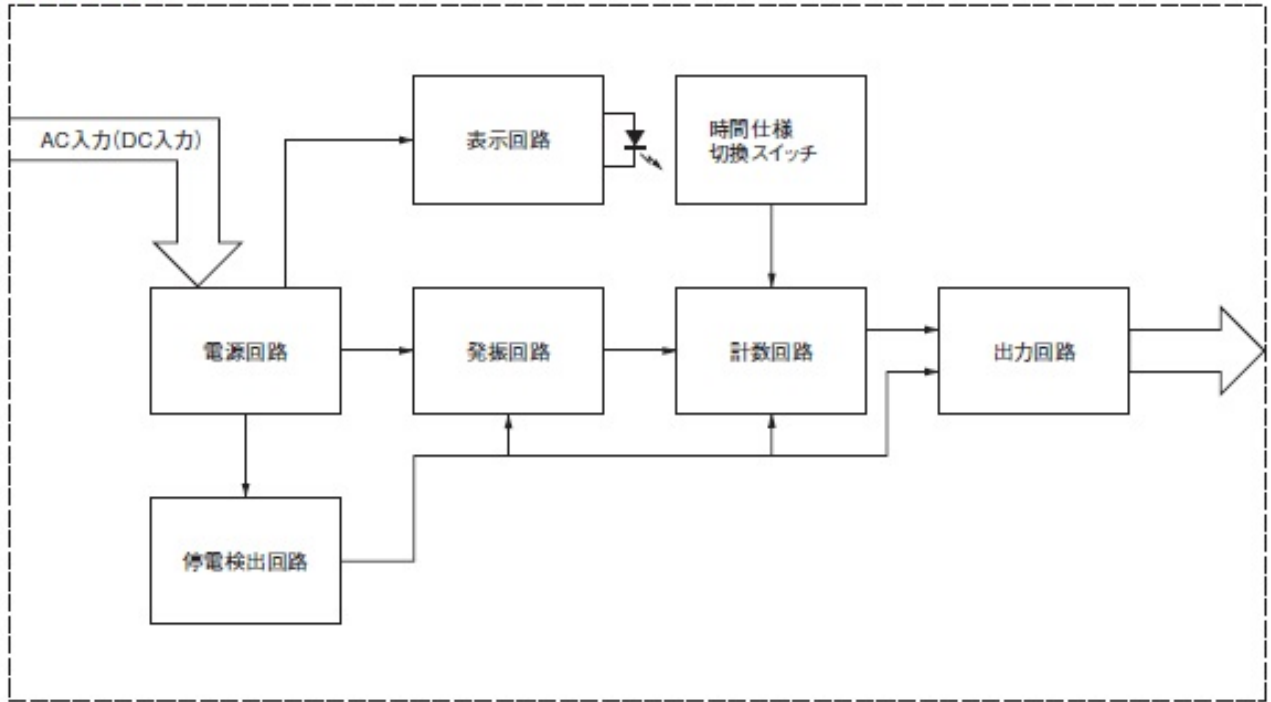 AC入力(DC入力)
表示回路
時間仕様
切換スイッチ
電源回路
発振回路
計数回路
出力回路
停電検出回路